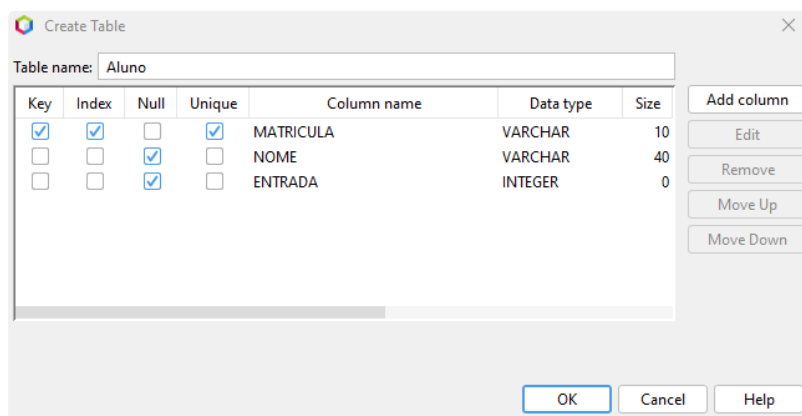 Create Table
Table name: Aluno
Key Index Null Unique Column name Data type Size
MATRICULA VARCHAR 10
NOME VARCHAR 40
ENTRADA INTEGER 0
Add column
Edit
Remove
Move Up
Move Down
OK Cancel Help